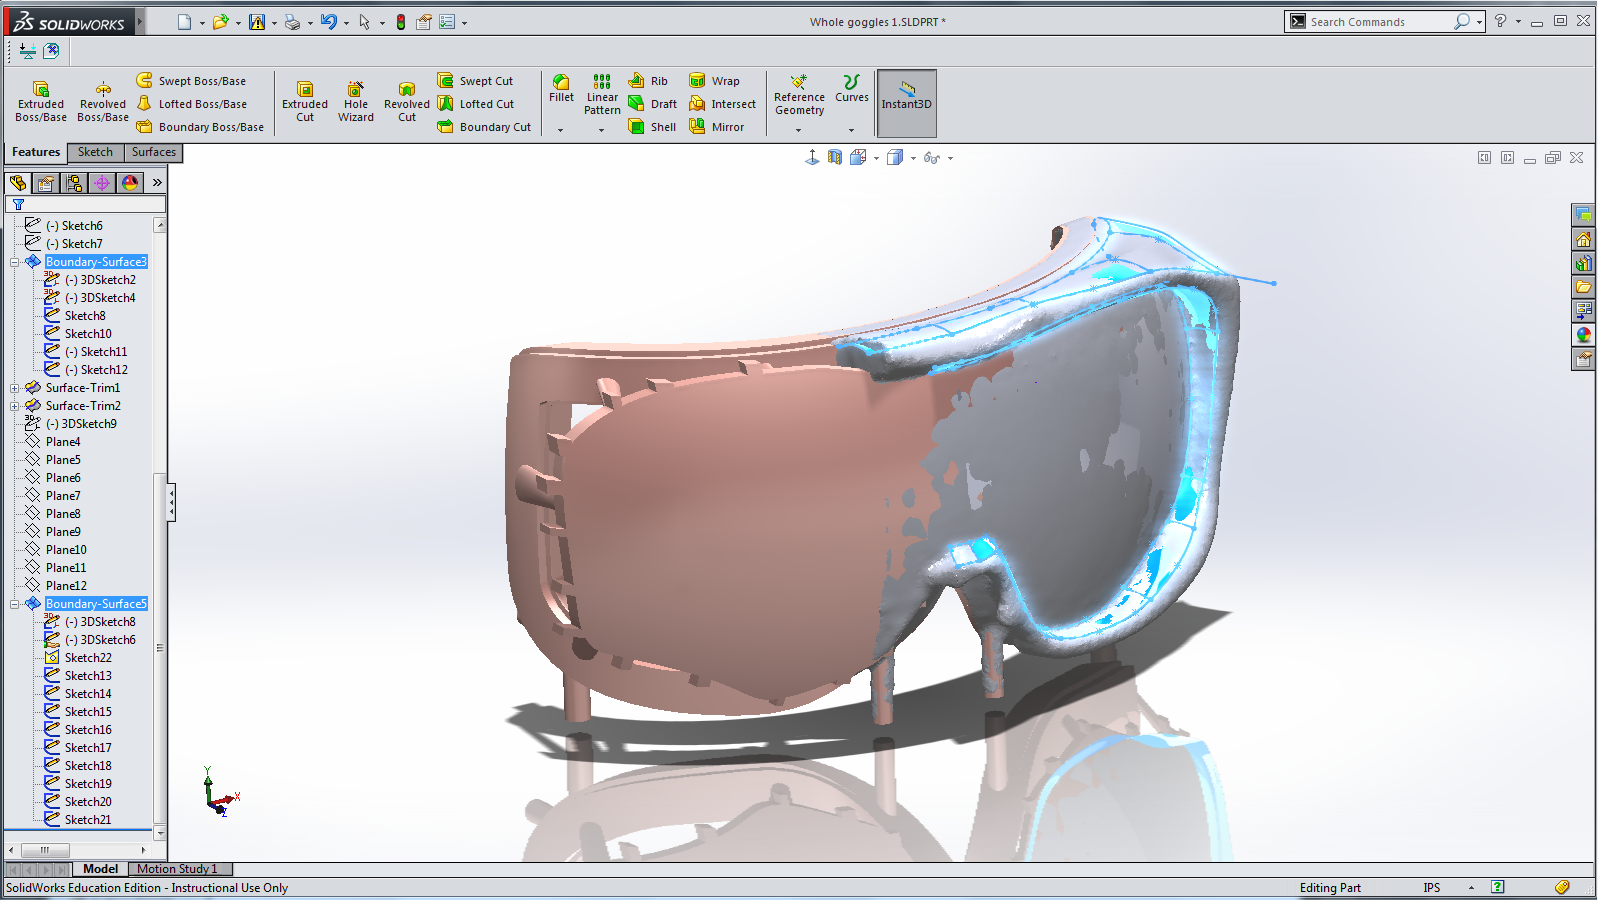 SOLIDWORKS
Whole goggles 1.SLDPRT *
Search Commands
Extruded Boss/Base
Revolved Boss/Base
Swept Boss/Base
Lofted Boss/Base
Boundary Boss/Base
Extruded Cut
Hole Wizard
Revolved Cut
Swept Cut
Lofted Cut
Boundary Cut
Fillet
Linear Pattern
Rib
Draft
Shell
Wrap
Intersect
Mirror
Reference Geometry
Curves
Instant3D
Features
Sketch
Surfaces
(-) Sketch6
(-) Sketch7
Boundary-Surface3
(-) 3DSketch2
(-) 3DSketch4
Sketch8
Sketch10
(-) Sketch11
(-) Sketch12
Surface-Trim1
Surface-Trim2
(-) 3DSketch9
Plane4
Plane5
Plane6
Plane7
Plane8
Plane9
Plane10
Plane11
Plane12
Boundary-Surface5
(-) 3DSketch8
(-) 3DSketch6
Sketch22
Sketch13
Sketch14
Sketch15
Sketch16
Sketch17
Sketch18
Sketch19
Sketch20
Sketch21
Y
X
Z
Model
Motion Study 1
SolidWorks Education Edition - Instructional Use Only
Editing Part
IPS